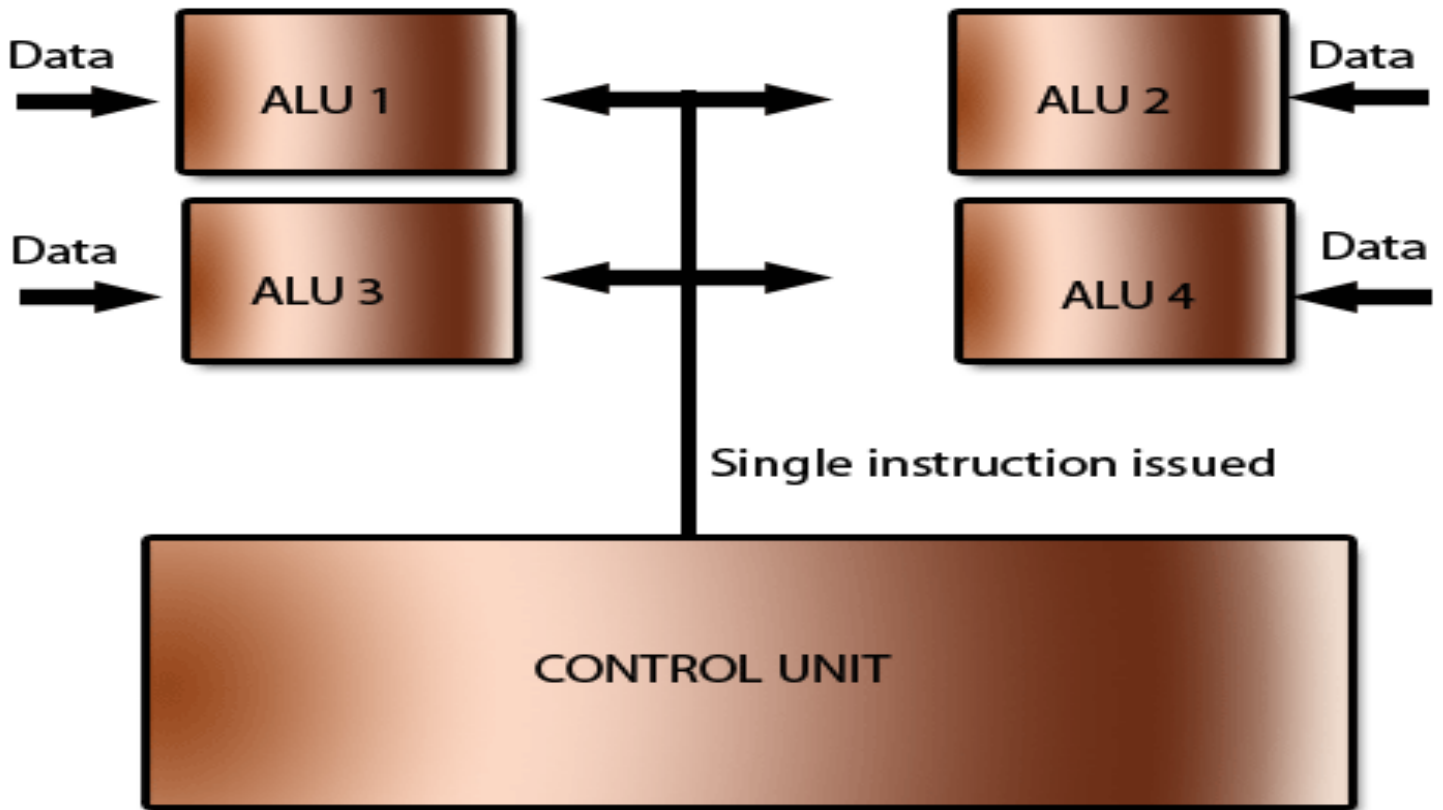 Data
ALU 1
ALU 2
Data
Data
ALU 3
ALU 4
Data
Single instruction issued
CONTROL UNIT